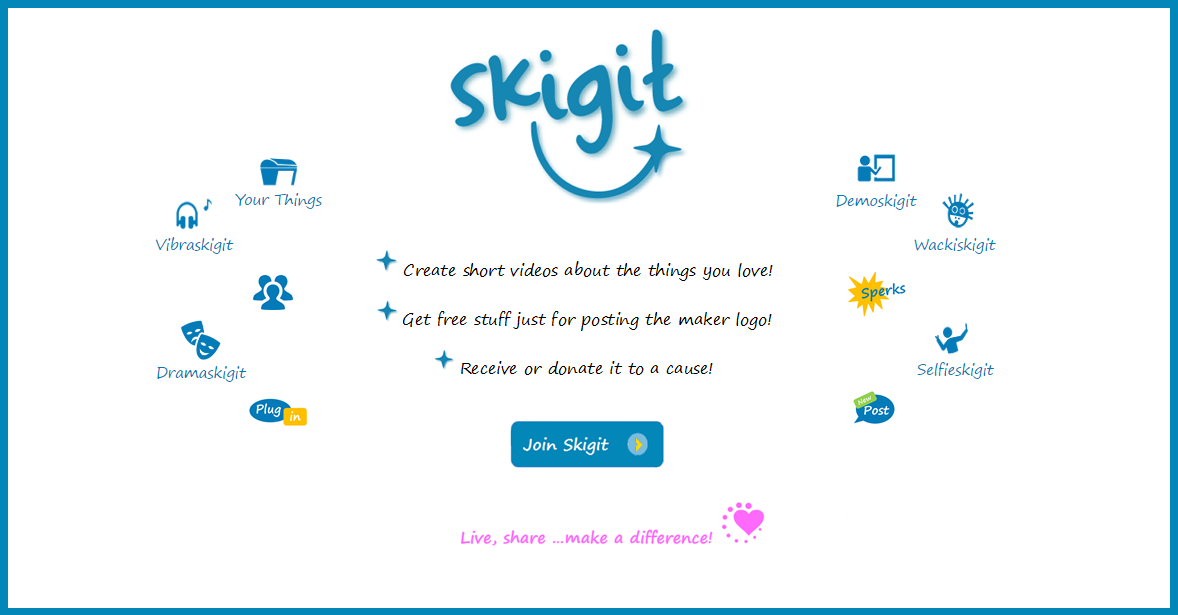 skigit
Your Things
Vibraskigit
Dramaskigit
Plug in
Create short videos about the things you love!
Get free stuff just for posting the maker logo!
Receive or donate it to a cause!
Join Skigit
Live, share ...make a difference!
Demoskigit
Wackiskigit
Sperks
Selfieskigit
New
Post